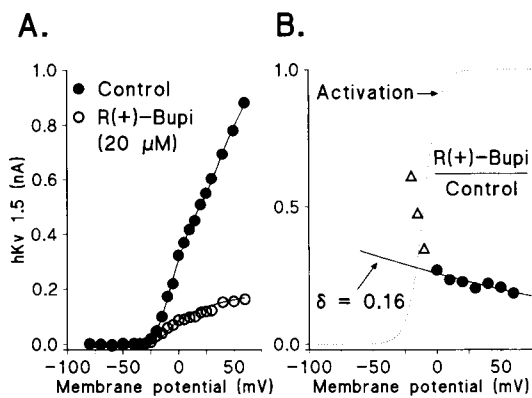 A.
B.
hKv 1.5 (nA)
1.0
0.8
0.6
0.4
0.2
0.0
Control
R(+)-Bupi
(20 μM)
-100
-50
0
50
Membrane potential (mV)
1.0
0.5
0.0
Activation
R(+)-Bupi
Control
δ = 0.16
-100
-50
0
50
Membrane potential (mV)